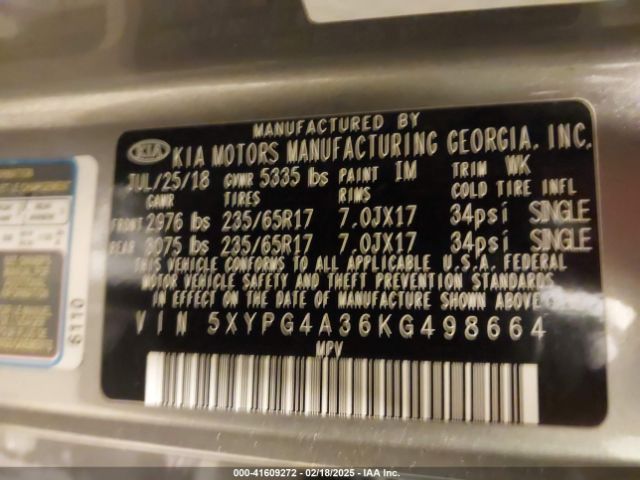 MANUFACTURED BY
KIA KIA MOTORS MANUFACTURING GEORGIA, INC.
JUL/25/18 GVWR 5335 lbs PAINT IM TRIM WK
GAWR TIRES RIMS COLD TIRE INFL
FRONT 2976 lbs 235/65R17 7.0JX17 34psi SINGLE
REAR 3075 lbs 235/65R17 7.0JX17 34psi SINGLE
THIS VEHICLE CONFORMS TO ALL APPLICABLE U.S.A. FEDERAL
MOTOR VEHICLE SAFETY AND THEFT PREVENTION STANDARDS
IN EFFECT ON THE DATE OF MANUFACTURE SHOWN ABOVE.
VIN 5XYPG4A36KG498664
MPV
6110
000-41609272 - 02/18/2025 - IAA Inc.